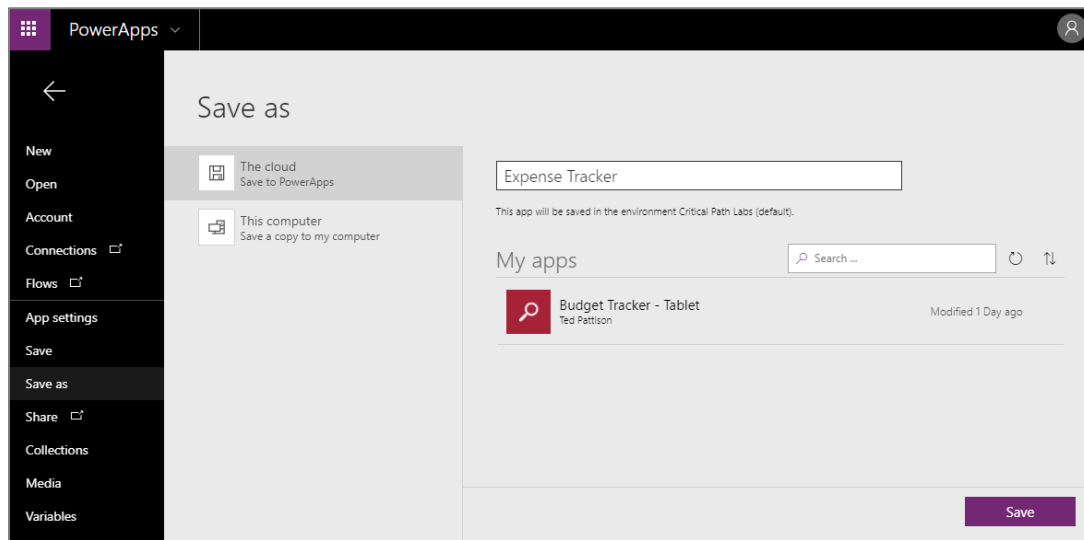 PowerApps
Save as
New
Open
Account
Connections
Flows
App settings
Save
Save as
Share
Collections
Media
Variables
The cloud
Save to PowerApps
This computer
Save a copy to my computer
Expense Tracker
This app will be saved in the environment Critical Path Labs (default).
My apps
Search ...
Budget Tracker - Tablet
Ted Pattison
Modified 1 Day ago
Save